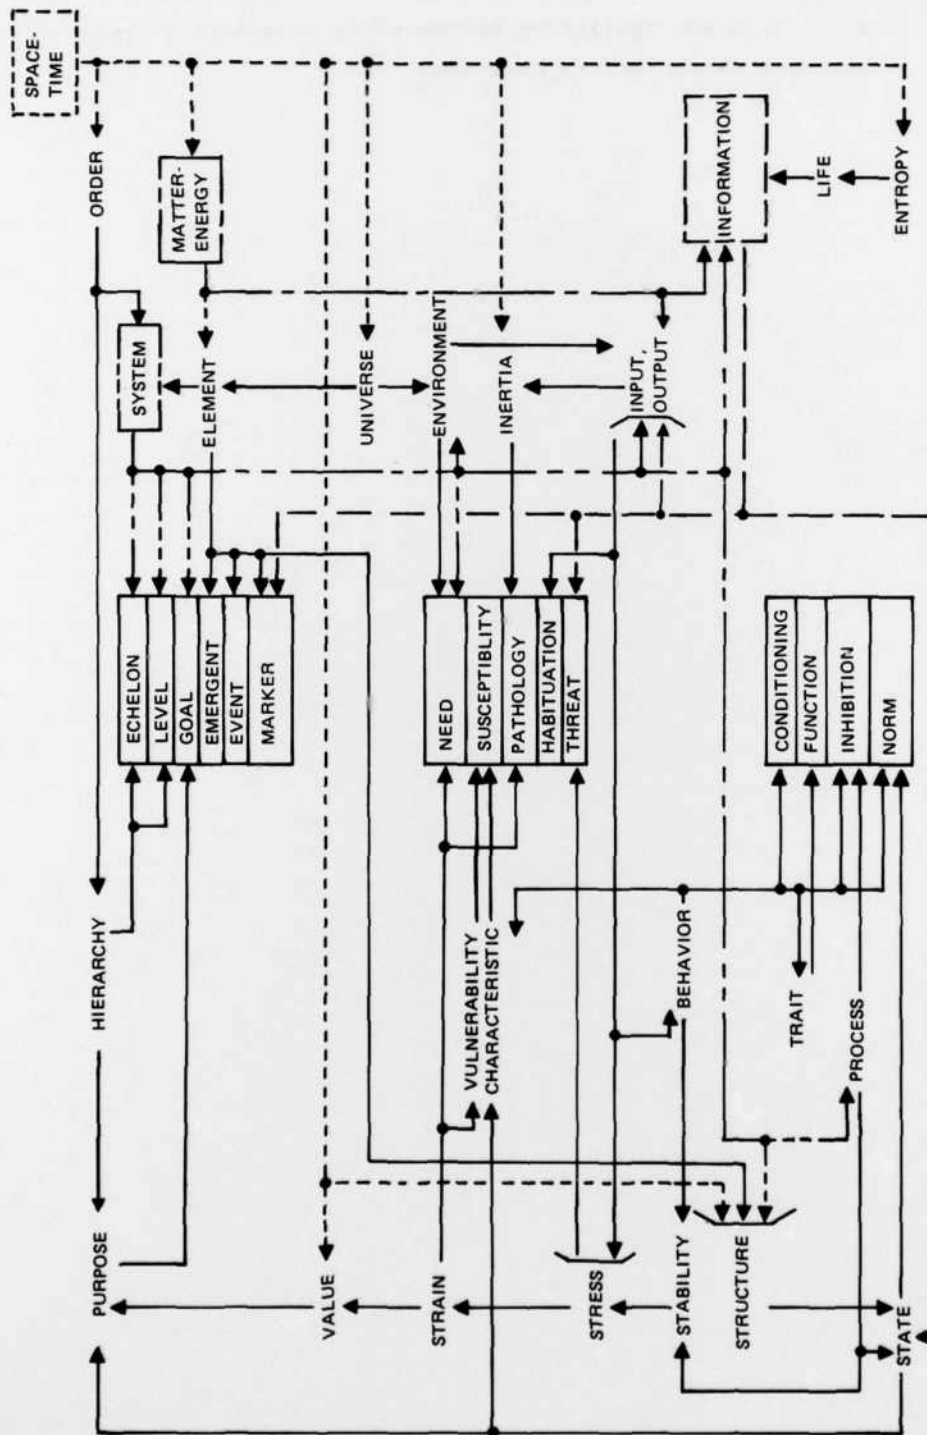 SPACE-
TIME
ORDER
MATTER-
ENERGY
INFORMATION
LIFE
ENTROPY
SYSTEM
ELEMENT
UNIVERSE
ENVIRONMENT
INERTIA
INPUT,
OUTPUT
ECHELON
LEVEL
GOAL
EMERGENT
EVENT
MARKER
NEED
SUSCEPTIBLITY
PATHOLOGY
HABITUATION
THREAT
CONDITIONING
FUNCTION
INHIBITION
NORM
HIERARCHY
VULNERABILITY
CHARACTERISTIC
BEHAVIOR
TRAIT
PROCESS
PURPOSE
VALUE
STRAIN
STRESS
STABILITY
STRUCTURE
STATE